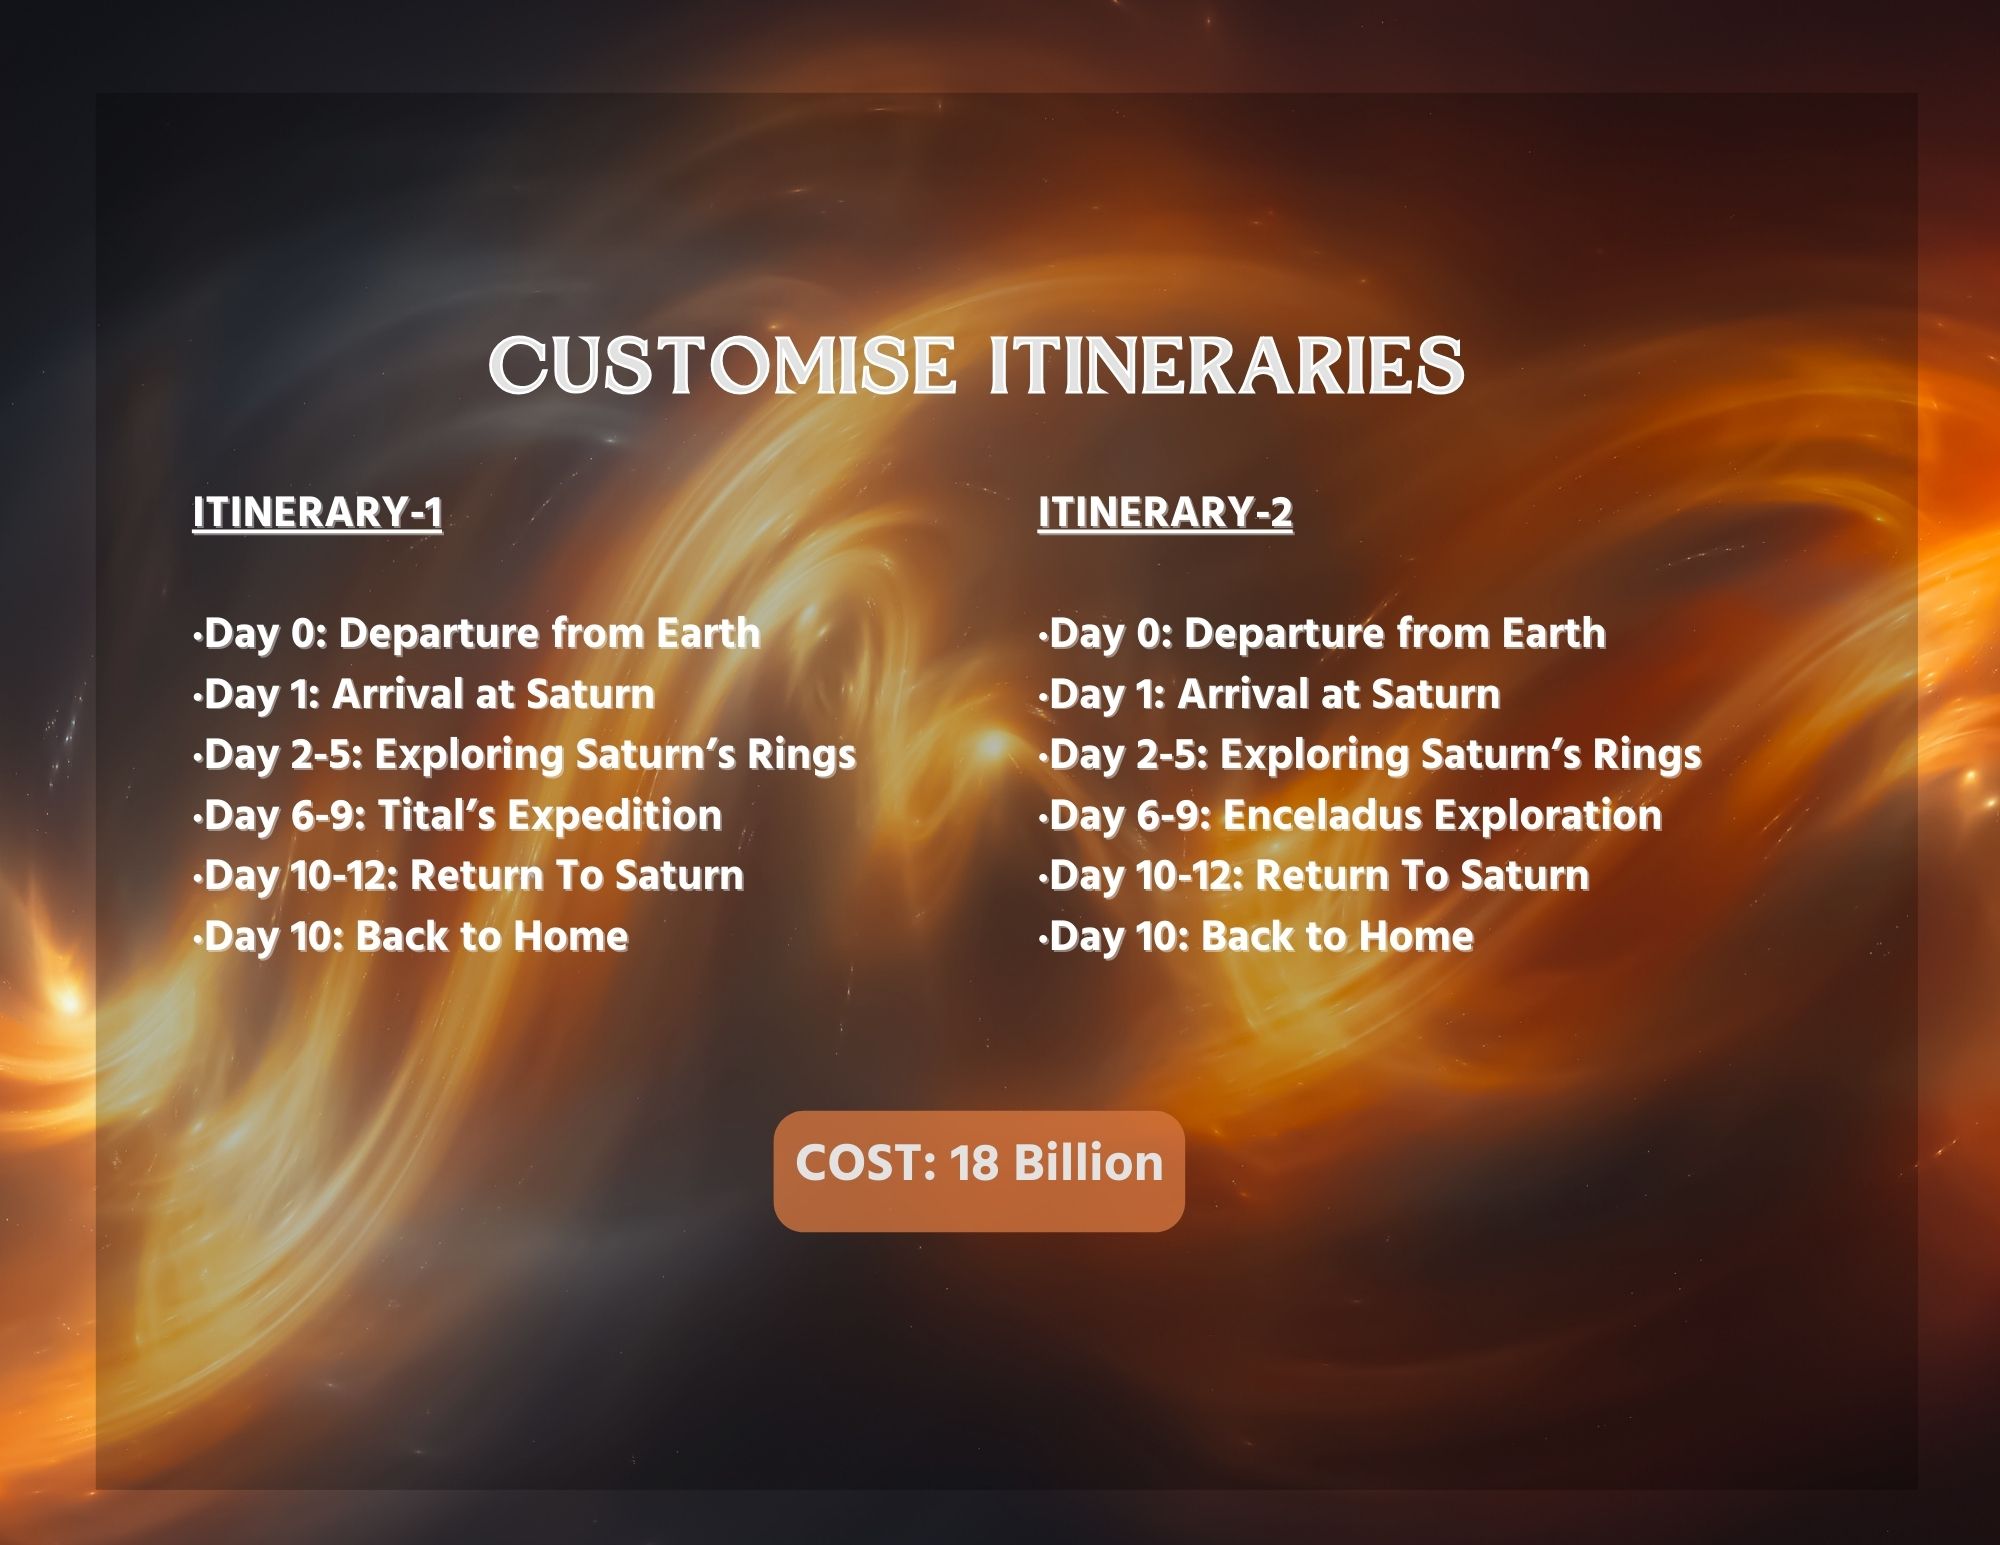 CUSTOMISE ITINERARIES
ITINERARY-1
•Day 0: Departure from Earth
•Day 1: Arrival at Saturn
•Day 2-5: Exploring Saturn’s Rings
•Day 6-9: Tital’s Expedition
•Day 10-12: Return To Saturn
•Day 10: Back to Home
ITINERARY-2
•Day 0: Departure from Earth
•Day 1: Arrival at Saturn
•Day 2-5: Exploring Saturn’s Rings
•Day 6-9: Enceladus Exploration
•Day 10-12: Return To Saturn
•Day 10: Back to Home
COST: 18 Billion